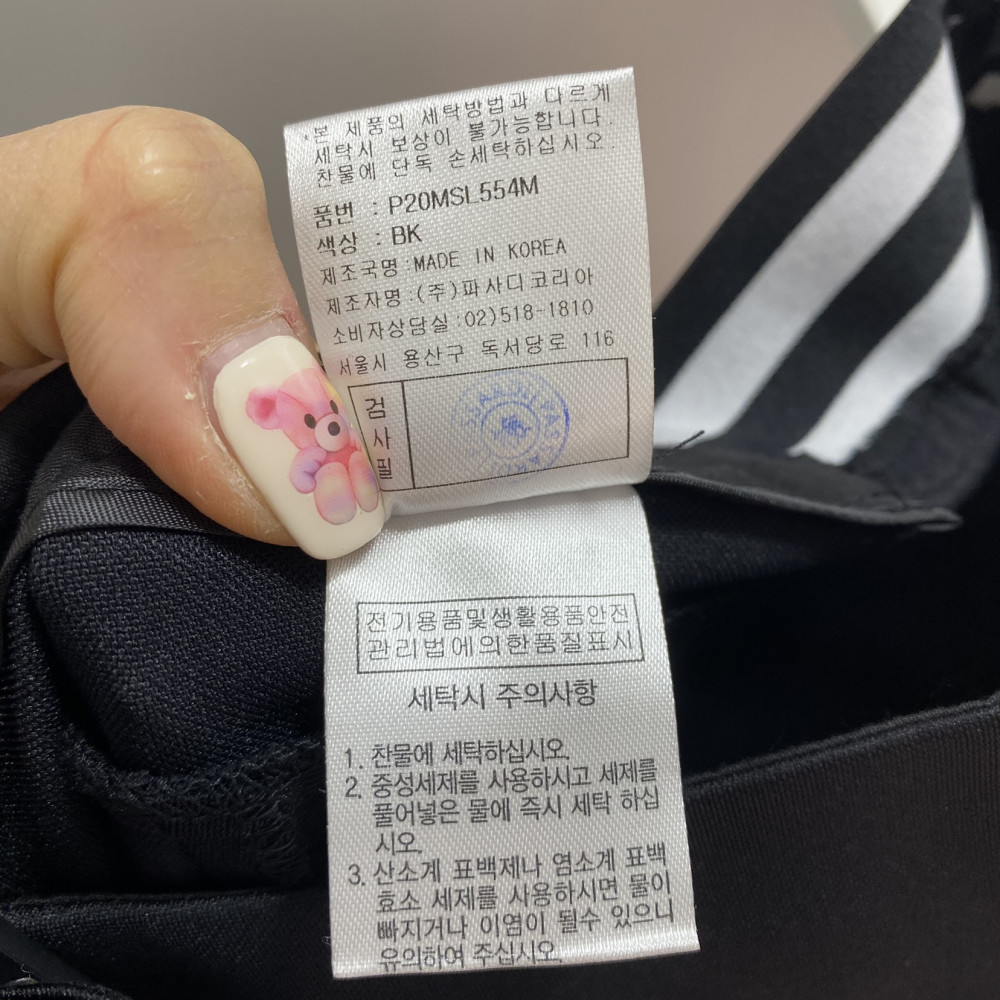 *본 제품의 세탁방법과 다르게
세탁시 보상이 불가능합니다.
찬물에 단독 손세탁하십시오.
품번 : P20MSL554M
색상 : BK
제조국명:MADE IN KOREA
제조자명:(주)파사디코리아
소비자상담실:02)518-1810
서울시 용산구 독서당로 116
검
사
필
전기용품및생활용품안전
관리법에의한품질표시
세탁시 주의사항
1. 찬물에 세탁하십시오.
2. 중성세제를 사용하시고 세제를
풀어넣은 물에 즉시 세탁 하십
시오.
3. 산소계 표백제나 염소계 표백
효소 세제를 사용하시면 물이
빠지거나 이염이 될수 있으니
유의하여 주십시오.